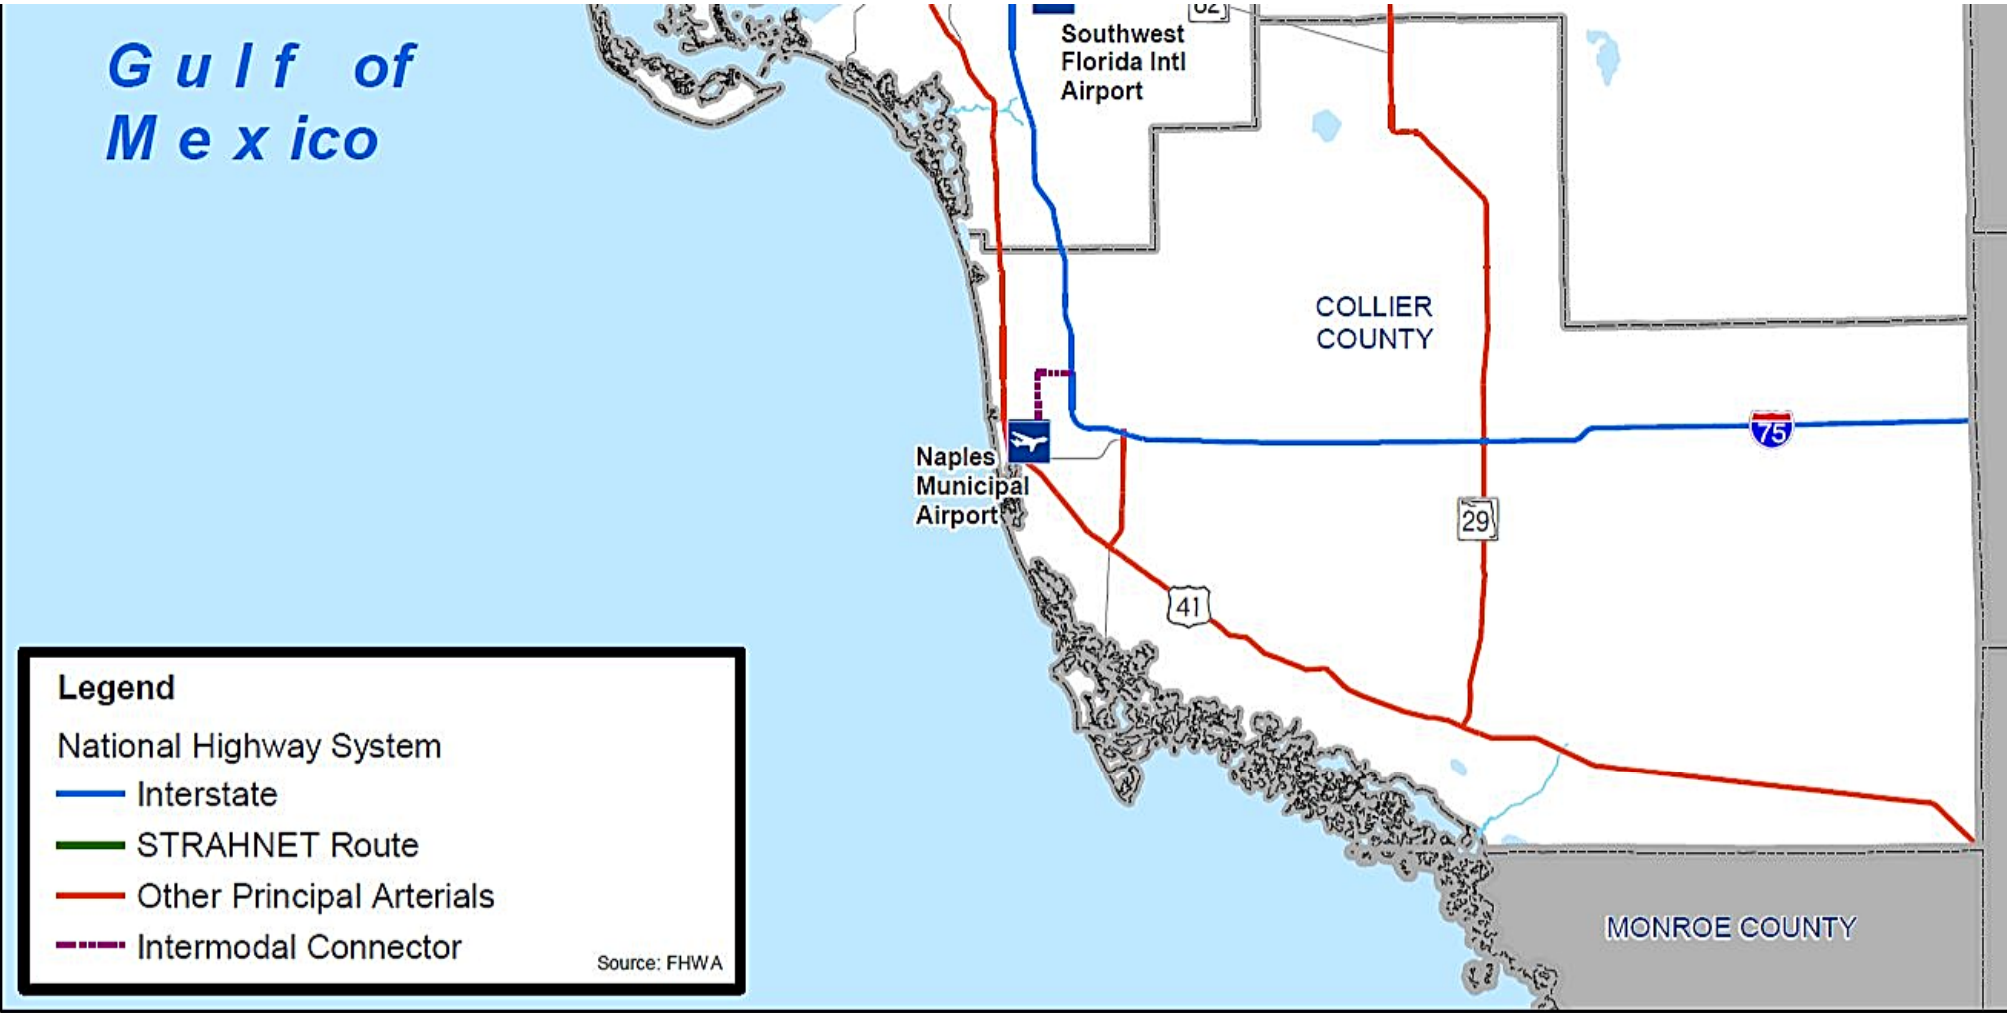 Gulf of
Mexico
82
Southwest
Florida Intl
Airport
COLLIER
COUNTY
75
Naples
Municipal
Airport
29
41
Legend
National Highway System
Interstate
STRAHNET Route
Other Principal Arterials
Intermodal Connector
Source: FHWA
MONROE COUNTY